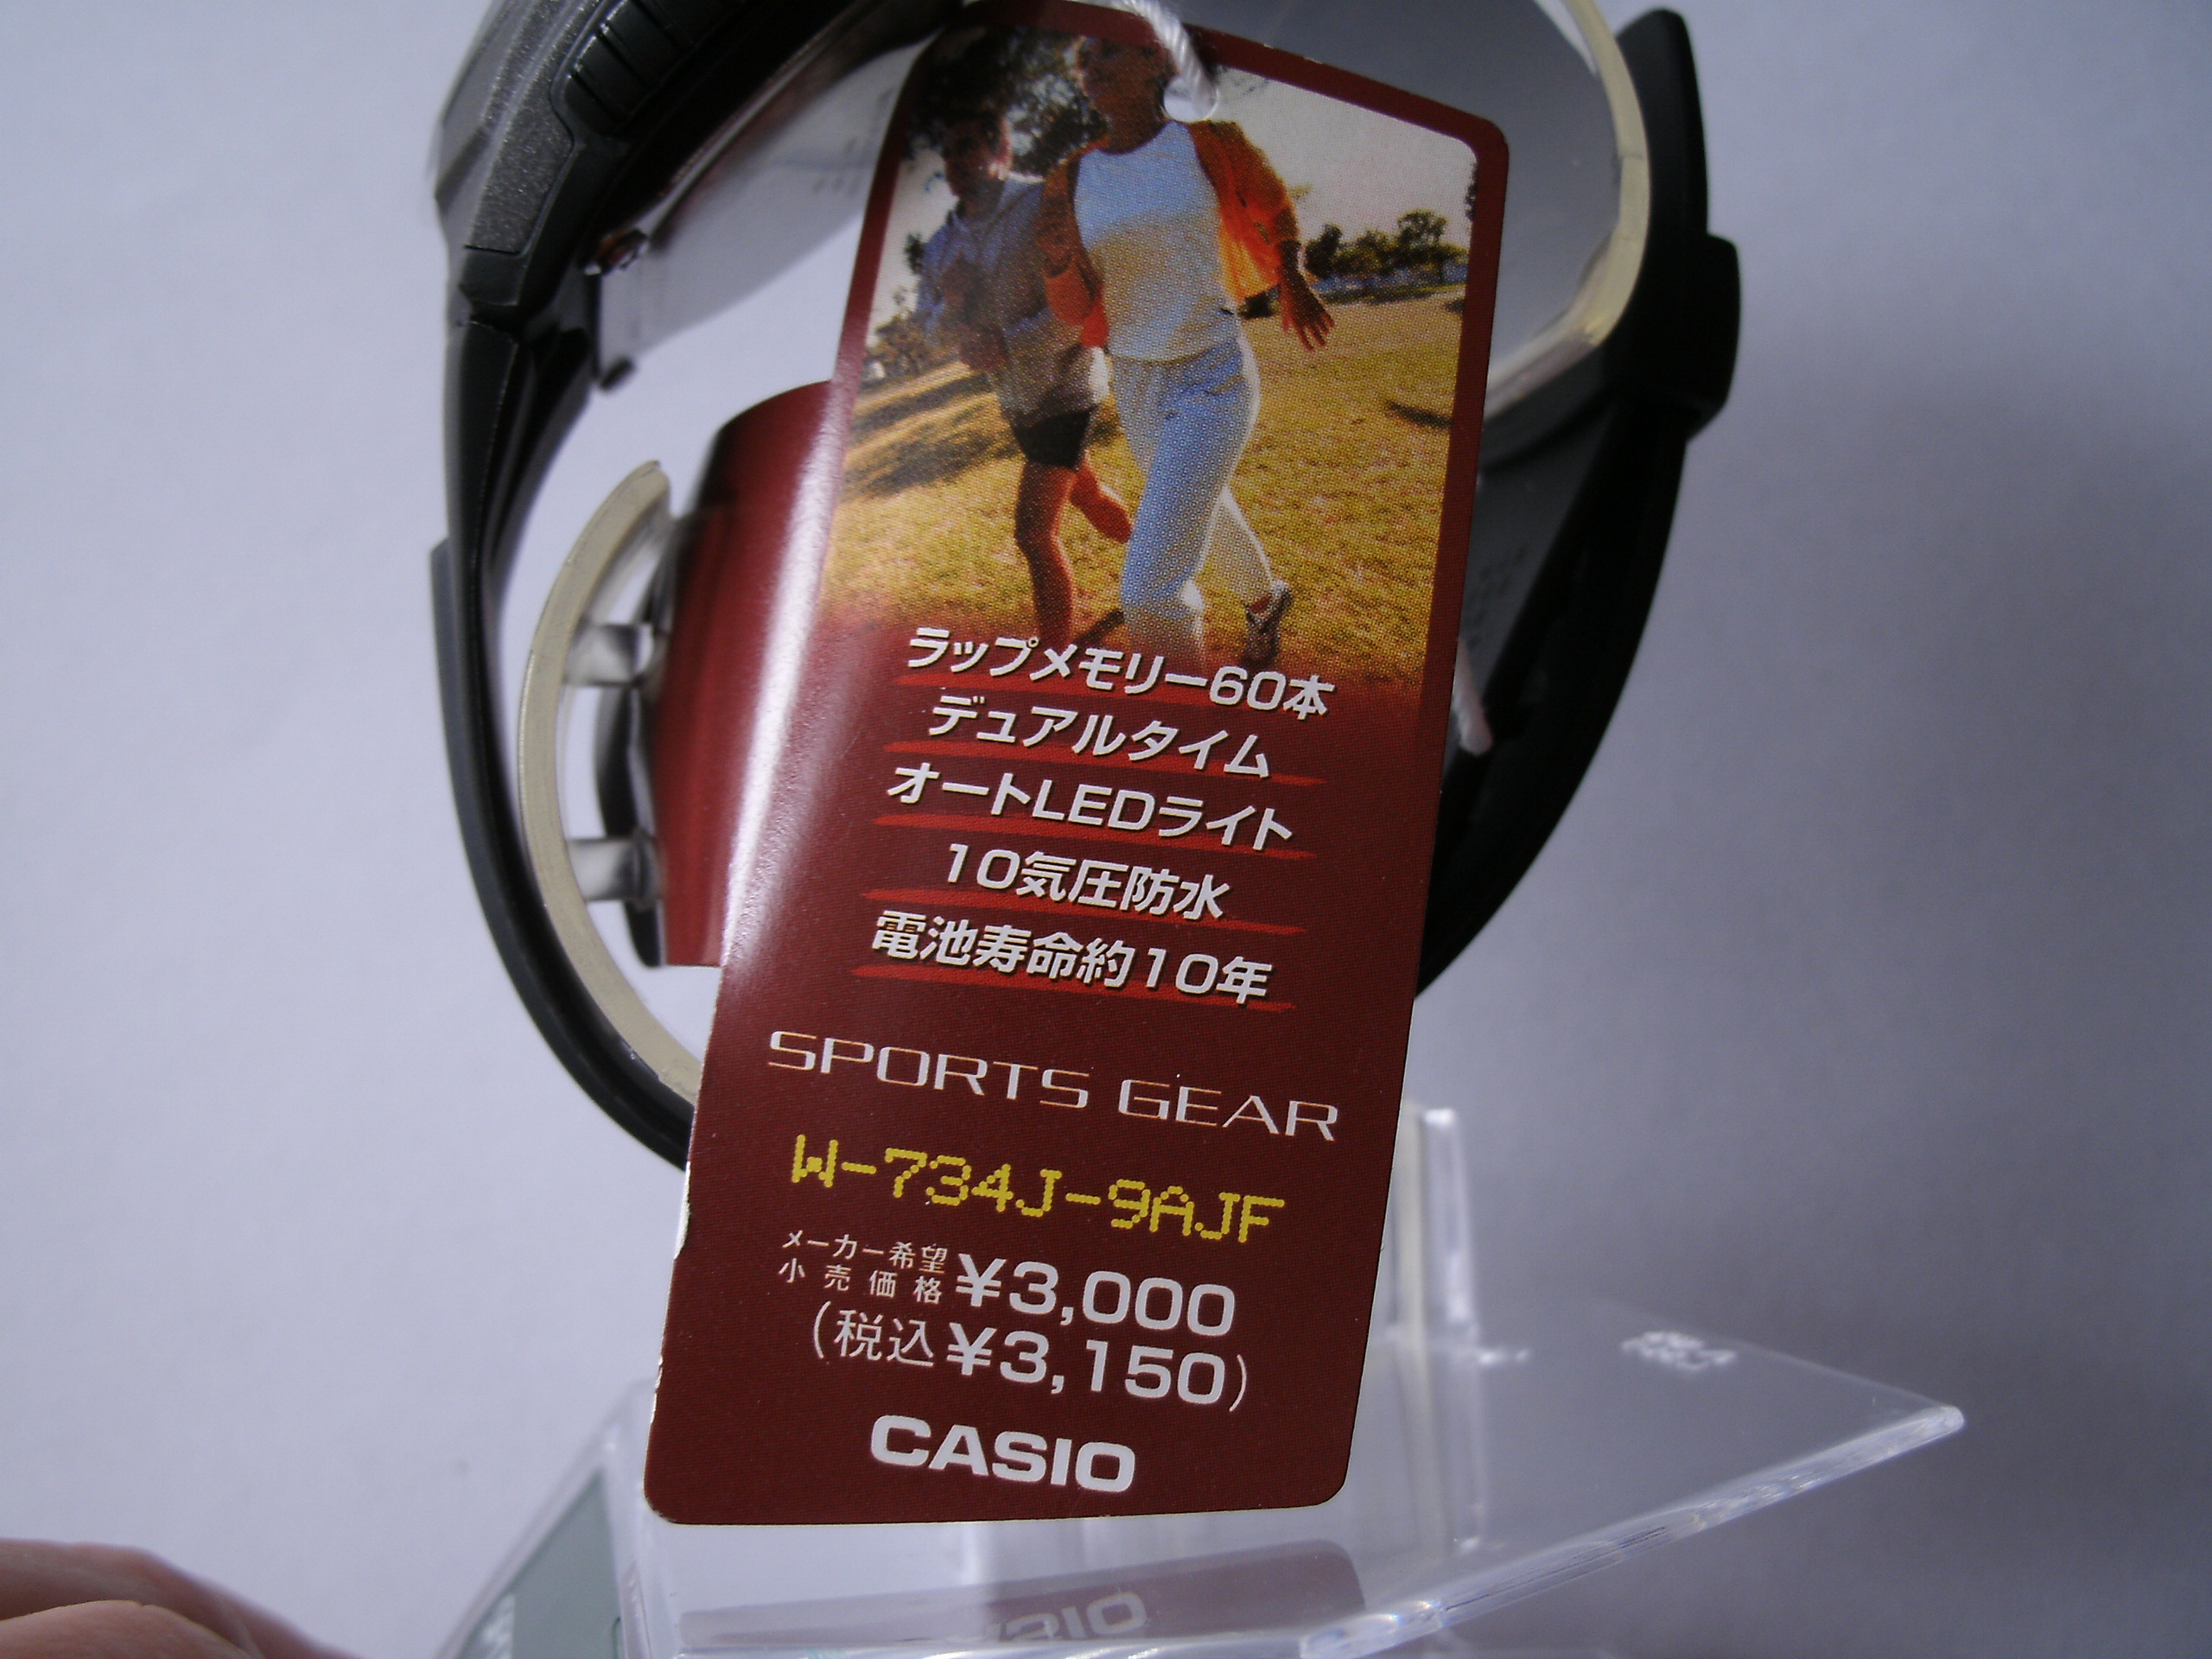 ラップメモリー60本
デュアルタイム
オートLEDライト
10気圧防水
電池寿命約10年
SPORTS GEAR
W-734J-9AJF
メーカー希望
小売価格 ¥3,000
(税込¥3,150)
CASIO